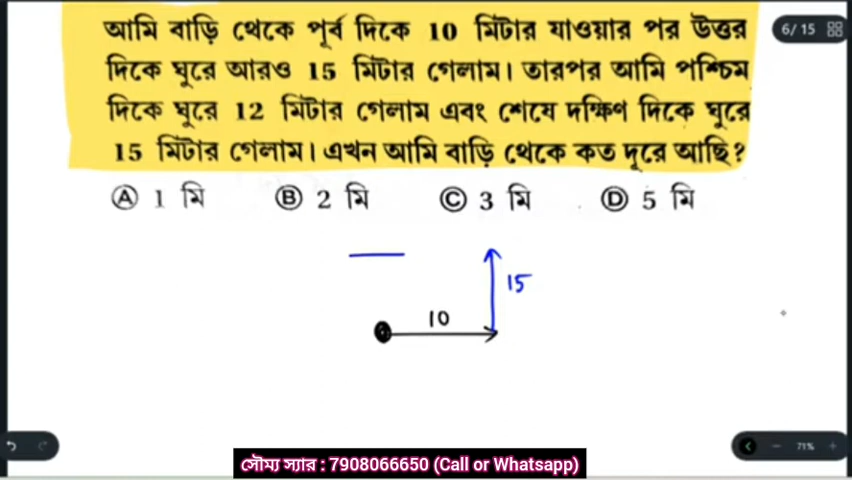 আমি বাড়ি থেকে পূর্ব দিকে 10 মিটার যাওয়ার পর উত্তর
দিকে ঘুরে আরও 15 মিটার গেলাম। তারপর আমি পশ্চিম
দিকে ঘুরে 12 মিটার গেলাম এবং শেষে দক্ষিণ দিকে ঘুরে
15 মিটার গেলাম। এখন আমি বাড়ি থেকে কত দূরে আছি?
Ⓐ 1 মি Ⓑ 2 মি Ⓒ 3 মি Ⓓ 5 মি
15
10
6/15
71%
সৌম্য স্যার : 7908066650 (Call or Whatsapp)